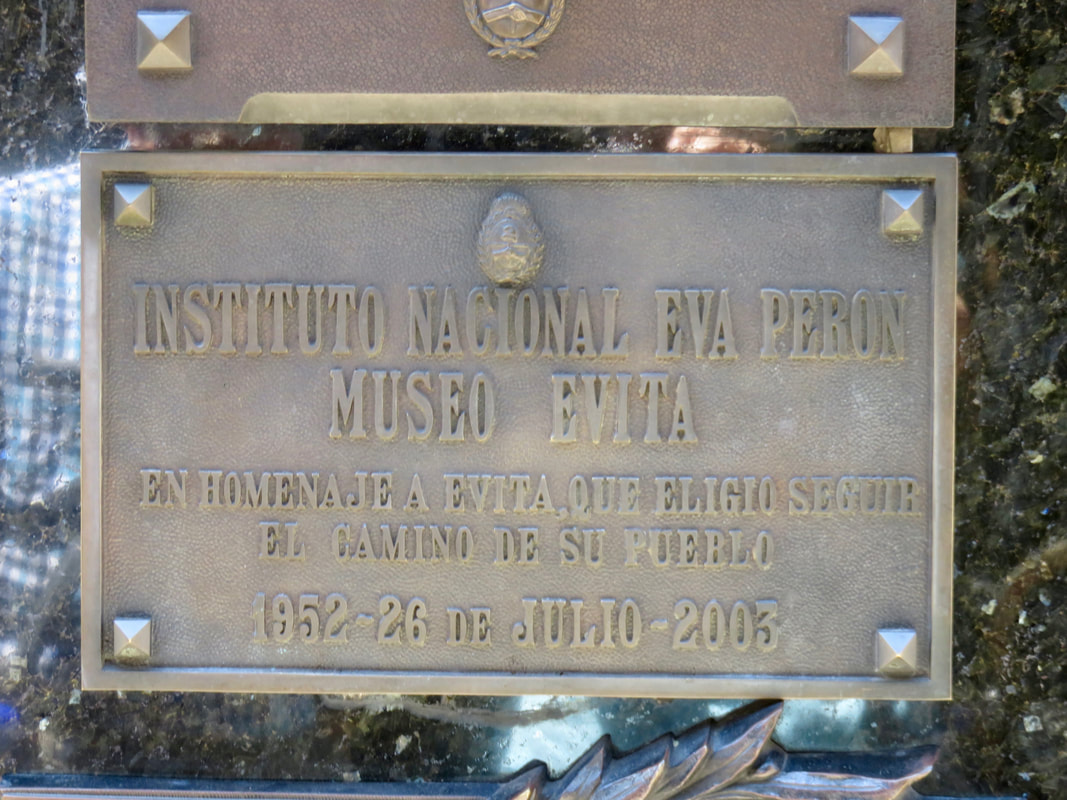 INSTITUTO NACIONAL EVA PERON
MUSEO EVITA
EN HOMENAJE A EVITA, QUE ELIGIO SEGUIR
EL CAMINO DE SU PUEBLO
1952-26 DE JULIO-2003